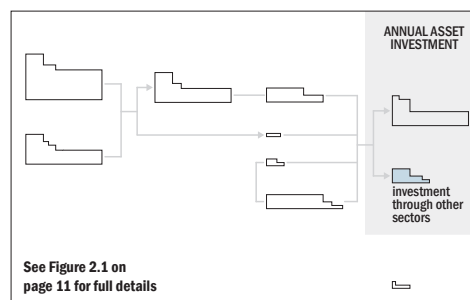 ANNUAL ASSET
INVESTMENT
investment
through other
sectors
See Figure 2.1 on
page 11 for full details